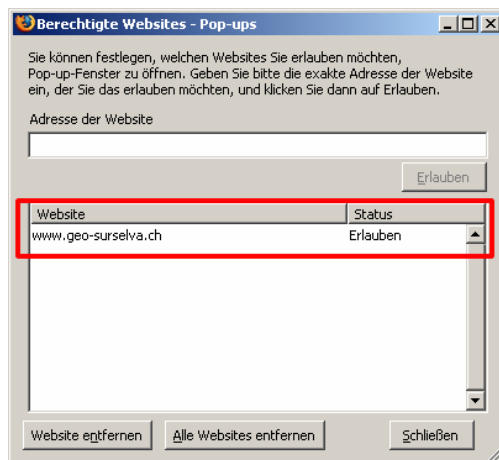 Berechtigte Websites - Pop-ups
Sie können festlegen, welchen Websites Sie erlauben möchten,
Pop-up-Fenster zu öffnen. Geben Sie bitte die exakte Adresse der Website
ein, der Sie das erlauben möchten, und klicken Sie dann auf Erlauben.
Adresse der Website
Erlauben
Website Status
www.geo-surselva.ch Erlauben
Website entfernen Alle Websites entfernen Schließen